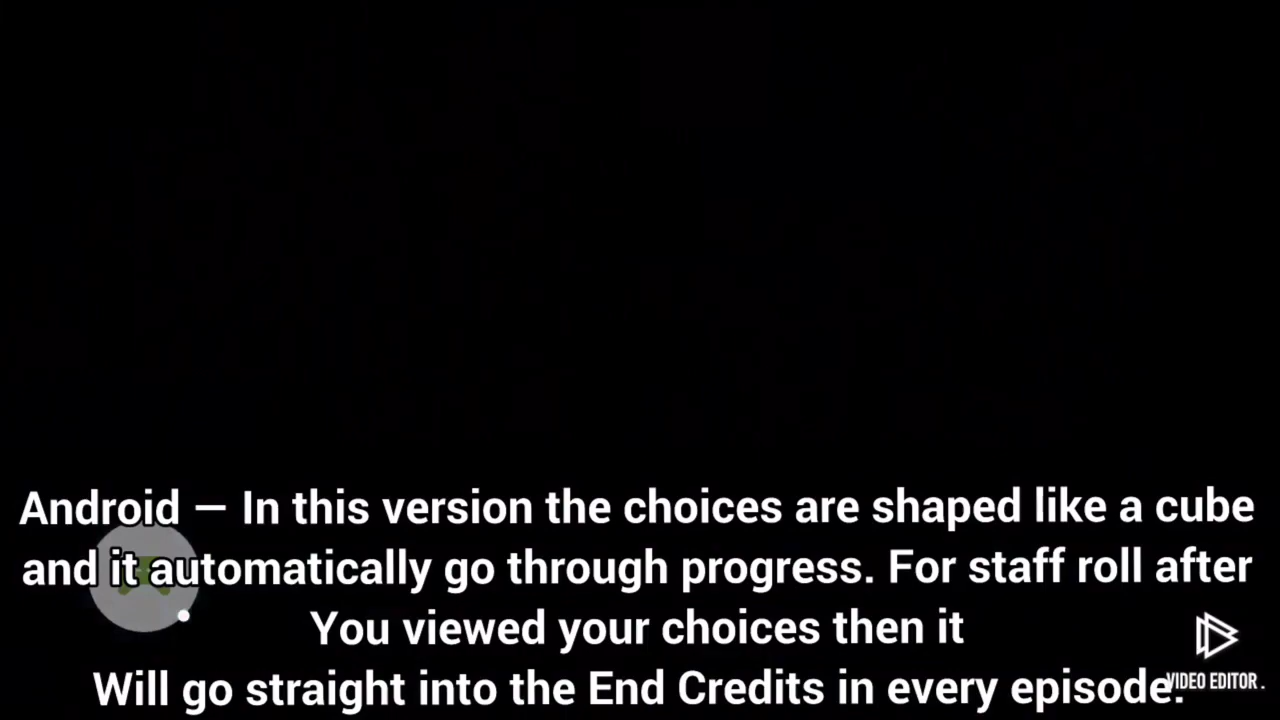 Android — In this version the choices are shaped like a cube
and it automatically go through progress. For staff roll after
You viewed your choices then it
Will go straight into the End Credits in every episode.
VIDEO EDITOR.